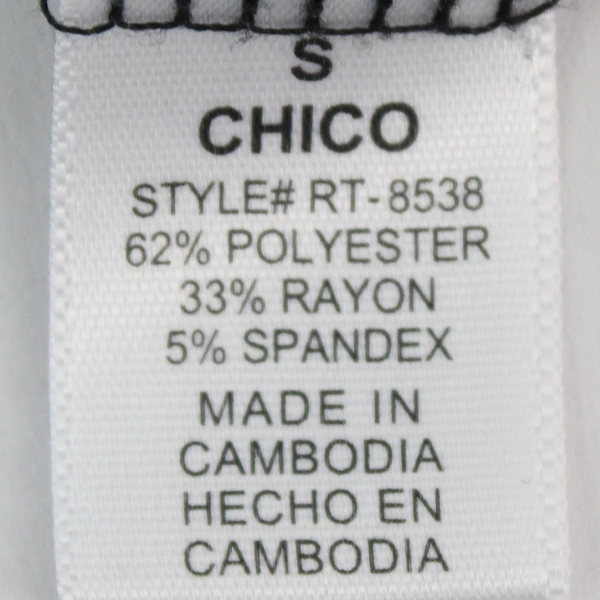 S
CHICO
STYLE# RT-8538
62% POLYESTER
33% RAYON
5% SPANDEX
MADE IN
CAMBODIA
HECHO EN
CAMBODIA